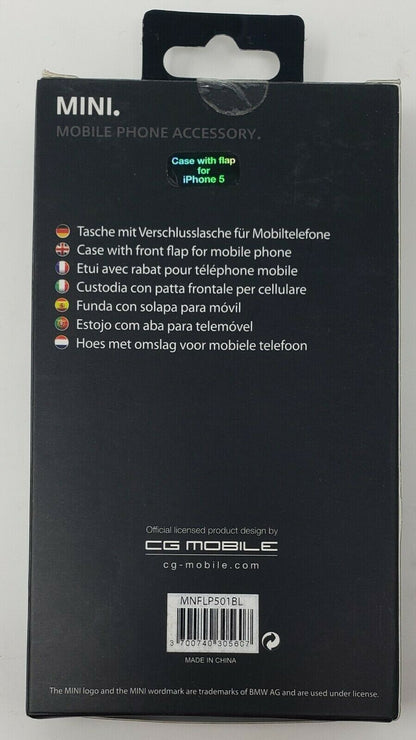 MINI.
MOBILE PHONE ACCESSORY.
Case with flap
for
iPhone 5
Tasche mit Verschlusslasche für Mobiltelefone
Case with front flap for mobile phone
Etui avec rabat pour téléphone mobile
Custodia con patta frontale per cellulare
Funda con solapa para móvil
Estojo com aba para telemóvel
Hoes met omslag voor mobiele telefoon
Official licensed product design by
CG MOBILE
cg-mobile.com
MNFLP501BL
3 700740 305607
MADE IN CHINA
The MINI logo and the MINI wordmark are trademarks of BMW AG and are used under license.